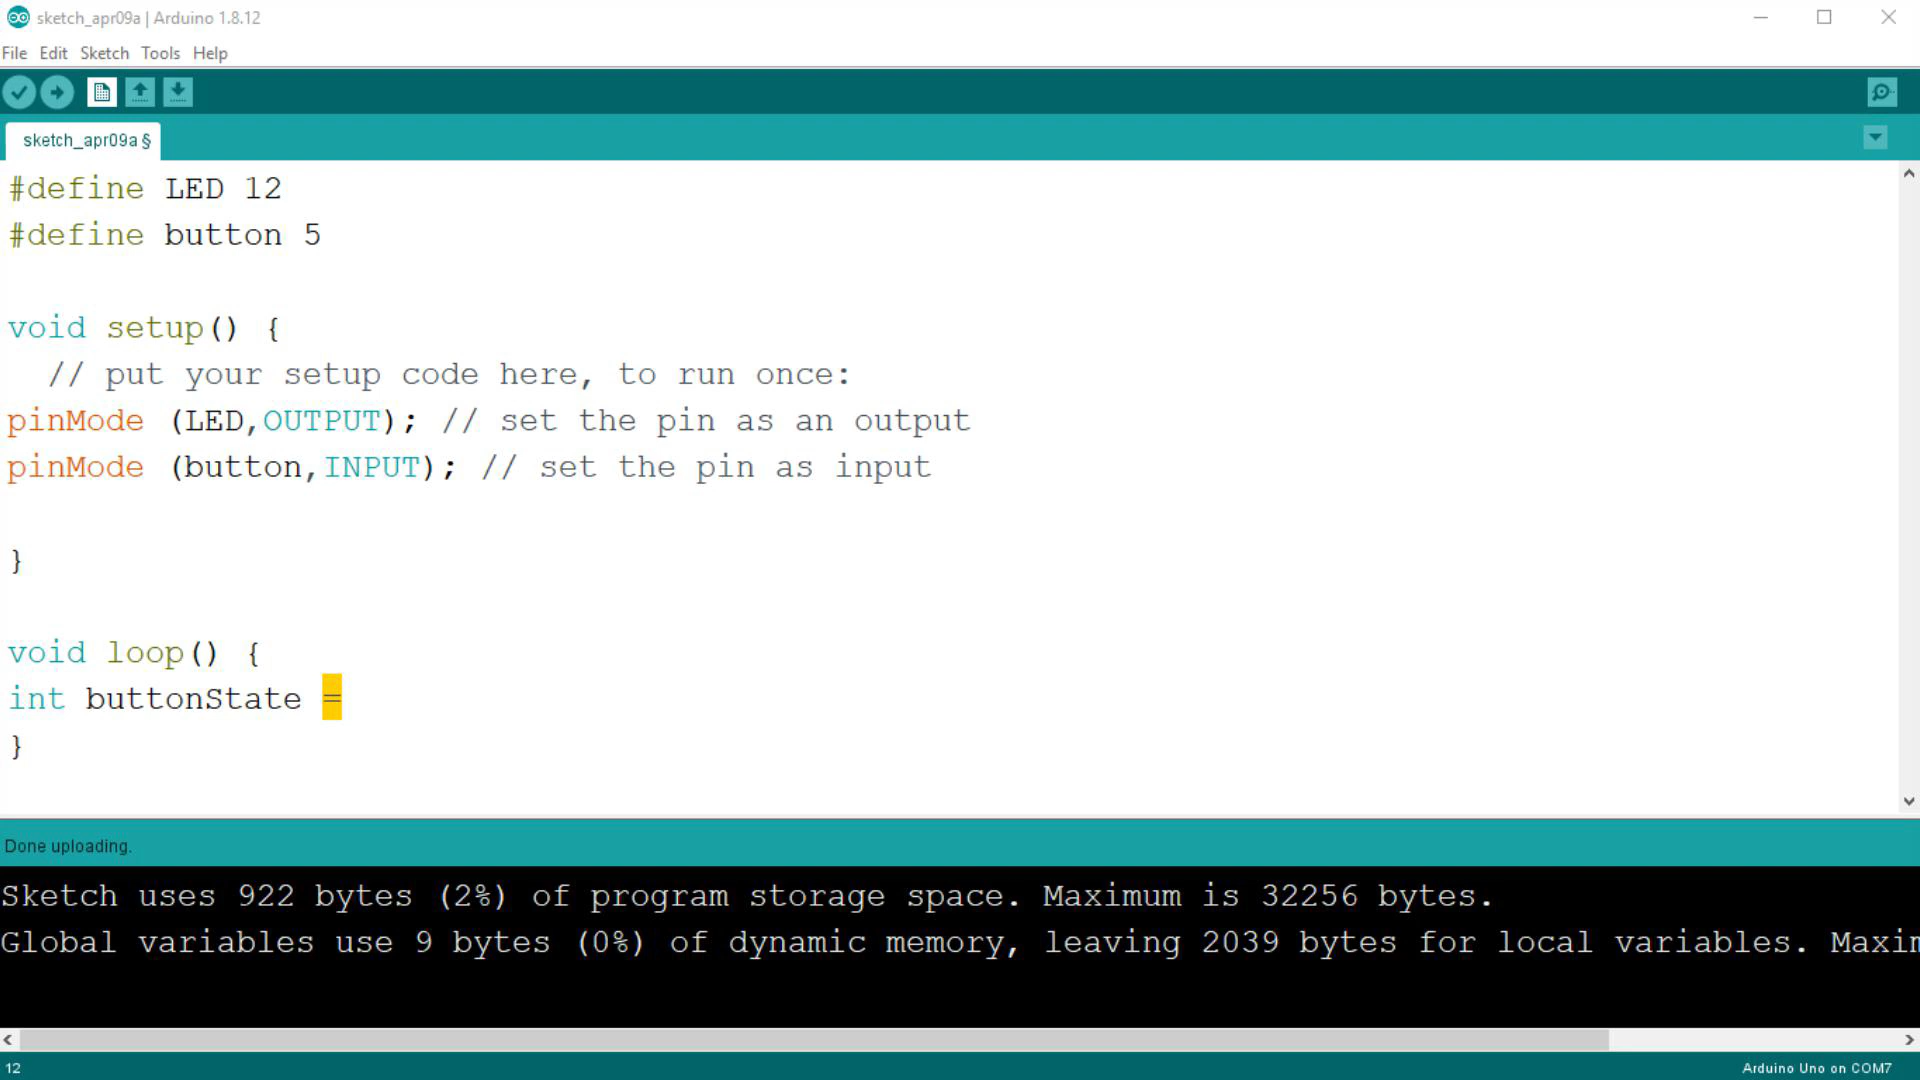 sketch_apr09a | Arduino 1.8.12
File Edit Sketch Tools Help
sketch_apr09a §
#define LED 12
#define button 5
void setup() {
// put your setup code here, to run once:
pinMode (LED,OUTPUT); // set the pin as an output
pinMode (button,INPUT); // set the pin as input
}
void loop() {
int buttonState =
}
Done uploading.
Sketch uses 922 bytes (2%) of program storage space. Maximum is 32256 bytes.
Global variables use 9 bytes (0%) of dynamic memory, leaving 2039 bytes for local variables. Maxim
12
Arduino Uno on COM7